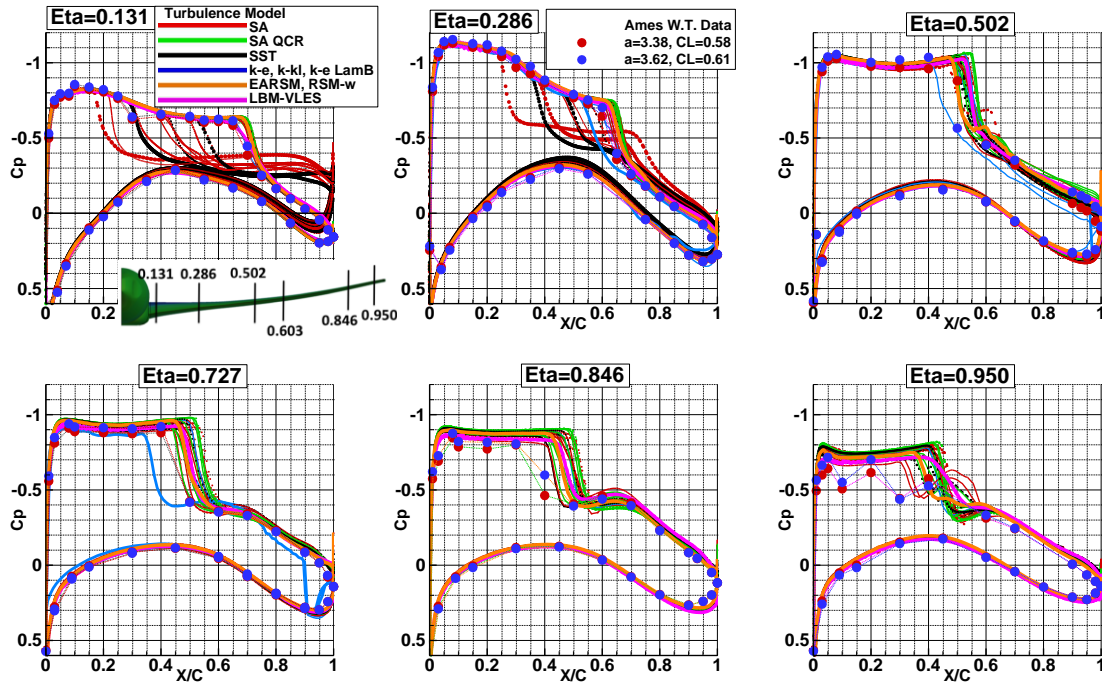 Eta=0.131
Turbulence Model
SA
SA QCR
SST
k-e, k-kl, k-e LamB
EARSM, RSM-w
LBM-VLES
Cp
-1
-0.5
0
0.5
0 0.2 0.4 0.6 0.8 1
X/C
0.131 0.286 0.502 0.603 0.846 0.950
Eta=0.286
Ames W.T. Data
a=3.38, CL=0.58
a=3.62, CL=0.61
Cp
-1
-0.5
0
0.5
0 0.2 0.4 0.6 0.8 1
X/C
Eta=0.502
Cp
-1
-0.5
0
0.5
0 0.2 0.4 0.6 0.8 1
X/C
Eta=0.727
Cp
-1
-0.5
0
0.5
0 0.2 0.4 0.6 0.8 1
X/C
Eta=0.846
Cp
-1
-0.5
0
0.5
0 0.2 0.4 0.6 0.8 1
X/C
Eta=0.950
Cp
-1
-0.5
0
0.5
0 0.2 0.4 0.6 0.8 1
X/C